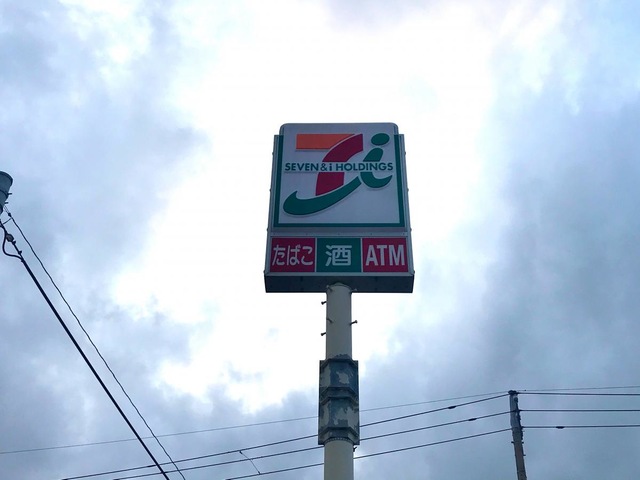 SEVEN & i HOLDINGS
たばこ 酒 ATM